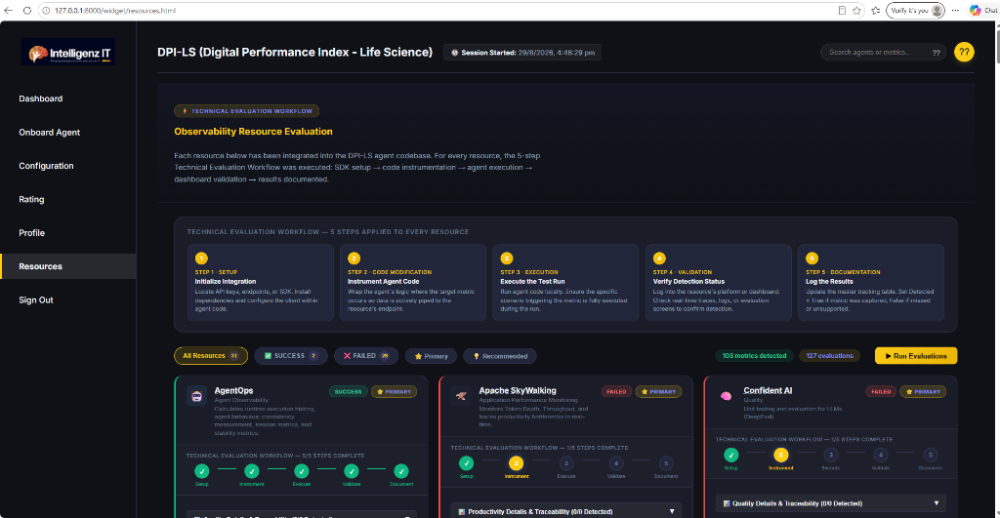 127.0.0.1:8000/widget/resources.html
Verify it's you
Chat
Intelligenz IT
DPI-LS (Digital Performance Index - Life Science)
Session Started: 29/8/2026, 4:46:29 pm
Search agents or metrics...
??
??
Dashboard
Onboard Agent
Configuration
Rating
Profile
Resources
Sign Out
TECHNICAL EVALUATION WORKFLOW
Observability Resource Evaluation
Each resource below has been integrated into the DPI-LS agent codebase. For every resource, the 5-step
Technical Evaluation Workflow was executed: SDK setup → code instrumentation → agent execution →
dashboard validation → results documented.
TECHNICAL EVALUATION WORKFLOW — 5 STEPS APPLIED TO EVERY RESOURCE
1
STEP 1 · SETUP
Initialize Integration
Locate API keys, endpoints, or SDK. Install
dependencies and configure the client within
agent code.
2
STEP 2 · CODE MODIFICATION
Instrument Agent Code
Wrap the agent's logic where the target metric
occurs so data is actively piped to the
resource's endpoint.
3
STEP 3 · EXECUTION
Execute the Test Run
Run agent code locally. Ensure the specific
scenario triggering the metric is fully executed
during the run.
4
STEP 4 · VALIDATION
Verify Detection Status
Log into the resource's platform or dashboard.
Check real-time traces, logs, or evaluation
screens to confirm detection.
5
STEP 5 · DOCUMENTATION
Log the Results
Update the master tracking table. Set Detected
= True if metric was captured, False if missed
or unsupported.
All Resources 31
SUCCESS 2
FAILED 29
Primary
Recommended
103 metrics detected
127 evaluations
Run Evaluations
AgentOps
SUCCESS
PRIMARY
Agent Observability
Calculates runtime execution history,
agent behaviour, consistency
measurement, session metrics, and
stability metrics.
TECHNICAL EVALUATION WORKFLOW — 5/5 STEPS COMPLETE
Setup
Instrument
Execute
Validate
Document
Apache SkyWalking
FAILED
PRIMARY
Application Performance Monitoring
Monitors Token Depth, Throughput, and
traces productivity bottlenecks in real-
time.
TECHNICAL EVALUATION WORKFLOW — 1/5 STEPS COMPLETE
2
3
4
5
Setup
Instrument
Execute
Validate
Document
Productivity Details & Traceability (0/0 Detected)
Confident AI
FAILED
PRIMARY
Quality
Unit testing and evaluation for LLMs
(DeepEval)
TECHNICAL EVALUATION WORKFLOW — 1/5 STEPS COMPLETE
2
3
4
5
Setup
Instrument
Execute
Validate
Document
Quality Details & Traceability (0/0 Detected)